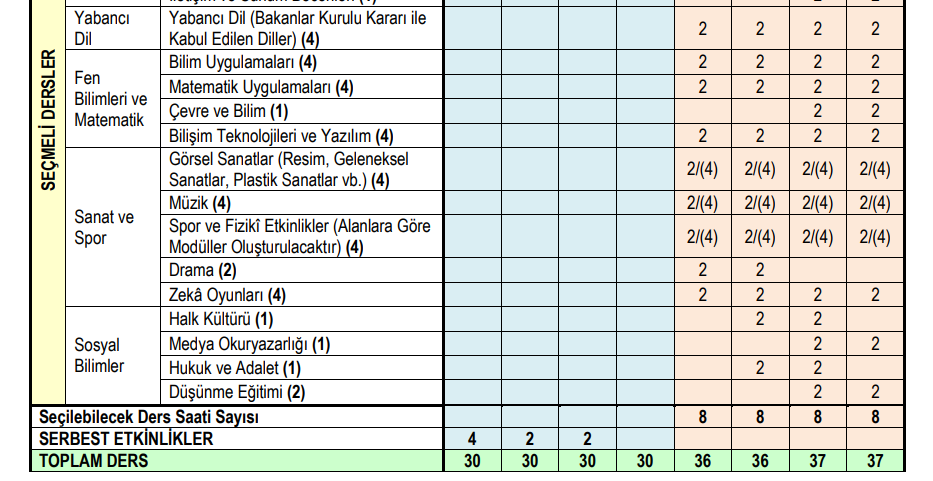 2 2
Yabancı Dil (Bakanlar Kurulu Kararı ile
Yabancı
Dil
Kabul Edilen Diller) (4) 2 2 2 2
SEÇMELİ DERSLER
Fen
Bilimleri ve
Matematik
Bilim Uygulamaları (4) 2 2 2 2
Matematik Uygulamaları (4) 2 2 2 2
Çevre ve Bilim (1) 2 2
Bilişim Teknolojileri ve Yazılım (4) 2 2 2 2
Sanat ve
Spor
Görsel Sanatlar (Resim, Geleneksel
Sanatlar, Plastik Sanatlar vb.) (4) 2/(4) 2/(4) 2/(4) 2/(4)
Müzik (4) 2/(4) 2/(4) 2/(4) 2/(4)
Spor ve Fizikî Etkinlikler (Alanlara Göre
Modüller Oluşturulacaktır) (4) 2/(4) 2/(4) 2/(4) 2/(4)
Drama (2) 2 2
Zekâ Oyunları (4) 2 2 2 2
Sosyal
Bilimler
Halk Kültürü (1) 2 2
Medya Okuryazarlığı (1) 2 2
Hukuk ve Adalet (1) 2 2
Düşünme Eğitimi (2) 2 2
Seçilebilecek Ders Saati Sayısı 8 8 8 8
SERBEST ETKİNLİKLER 4 2 2
TOPLAM DERS 30 30 30 30 36 36 37 37